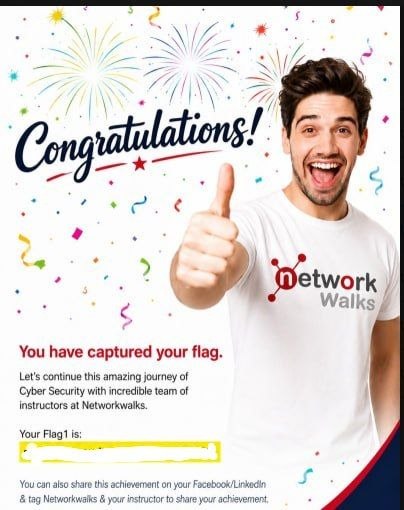 Congratulations!
network
Walks
You have captured your flag.
Let's continue this amazing journey of
Cyber Security with incredible team of
instructors at Networkwalks.
Your Flag1 is:
You can also share this achievement on your Facebook/LinkedIn
& tag Networkwalks & your instructor to share your achievement.